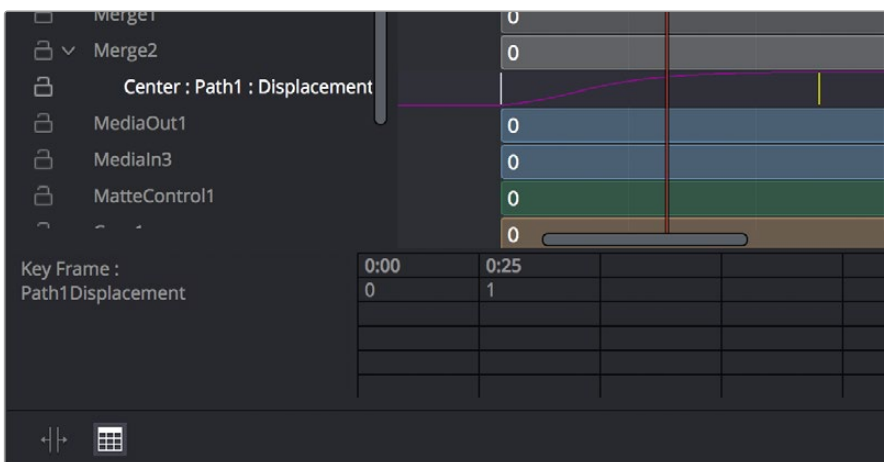 Merge1
0
Merge2
0
Center : Path1 : Displacement
MediaOut1
0
MediaIn3
0
MatteControl1
0
0
Key Frame :
0:00
0:25
Path1Displacement
0
1